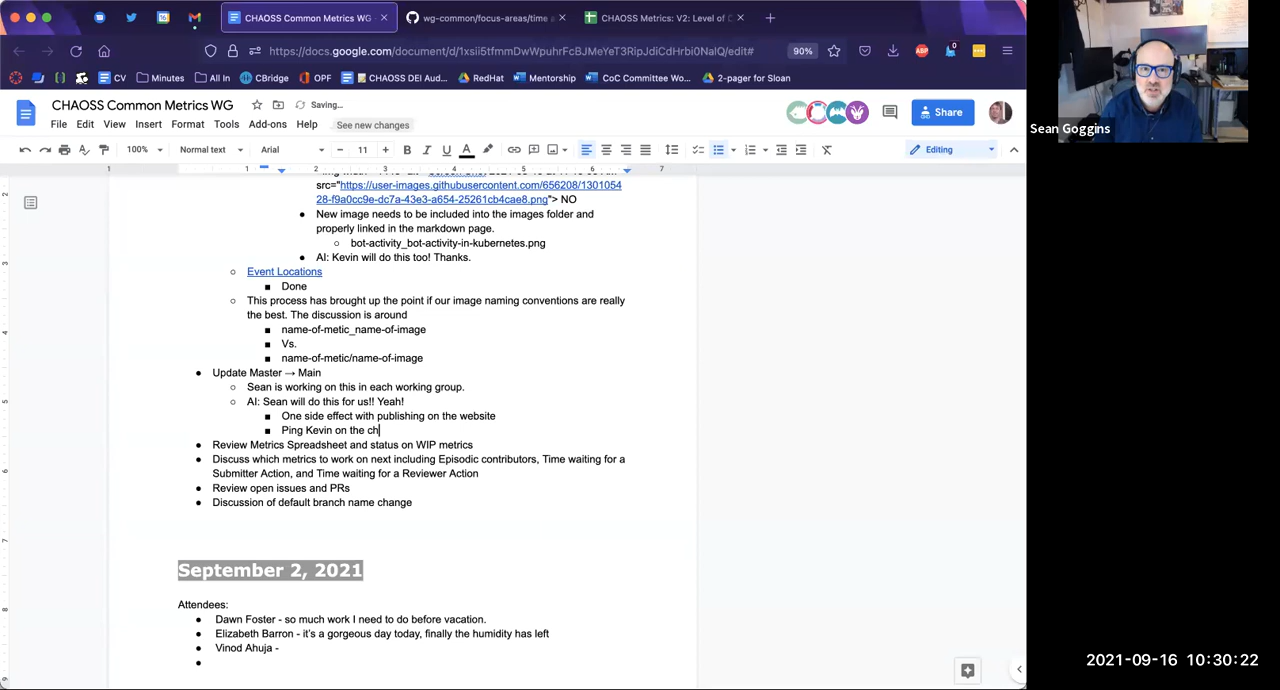 CHAOSS Common Metrics WG
wg-common/focus-areas/time a
CHAOSS Metrics: V2: Level of C
https://docs.google.com/document/d/1xsii5tfmmDwWpuhrFcBJMeYeT3RipJdiCdHrbi0NaIQ/edit#
90%
CV
Minutes
All In
CBridge
OPF
CHAOSS DEI Aud...
RedHat
Mentorship
CoC Committee Wo...
2-pager for Sloan
CHAOSS Common Metrics WG
Saving...
File Edit View Insert Format Tools Add-ons Help
See new changes
Share
100%
Normal text
Arial
11
Editing
src="https://user-images.githubusercontent.com/656208/1301054
28-f9a0cc9e-dc7a-43e3-a654-25261cb4cae8.png"> NO
New image needs to be included into the images folder and
properly linked in the markdown page.
bot-activity_bot-activity-in-kubernetes.png
AI: Kevin will do this too! Thanks.
Event Locations
Done
This process has brought up the point if our image naming conventions are really
the best. The discussion is around
name-of-metic_name-of-image
Vs.
name-of-metic/name-of-image
Update Master → Main
Sean is working on this in each working group.
AI: Sean will do this for us!! Yeah!
One side effect with publishing on the website
Ping Kevin on the ch
Review Metrics Spreadsheet and status on WIP metrics
Discuss which metrics to work on next including Episodic contributors, Time waiting for a
Submitter Action, and Time waiting for a Reviewer Action
Review open issues and PRs
Discussion of default branch name change
September 2, 2021
Attendees:
Dawn Foster - so much work I need to do before vacation.
Elizabeth Barron - it's a gorgeous day today, finally the humidity has left
Vinod Ahuja -
Sean Goggins
2021-09-16 10:30:22